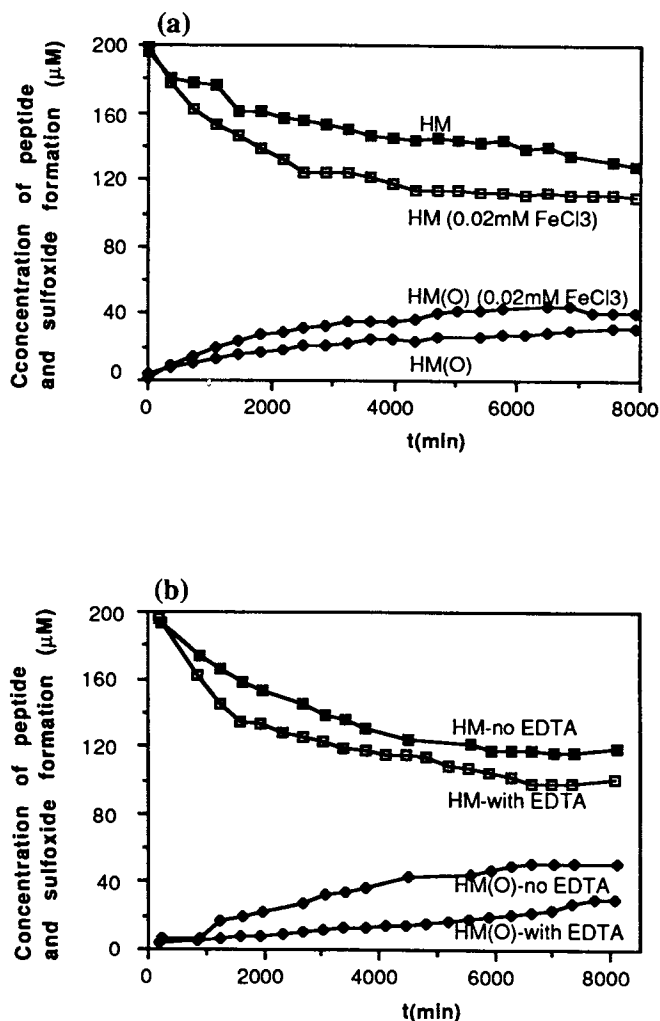 (a)
Cconcentration of peptide
and sulfoxide formation (µM)
200
160
120
80
40
0
HM
HM (0.02mM FeCl3)
HM(O) (0.02mM FeCl3)
HM(O)
0 2000 4000 6000 8000
t(min)
(b)
Concentration of peptide
and sulfoxide formation (µM)
200
160
120
80
40
0
HM-no EDTA
HM-with EDTA
HM(O)-no EDTA
HM(O)-with EDTA
0 2000 4000 6000 8000
t(min)